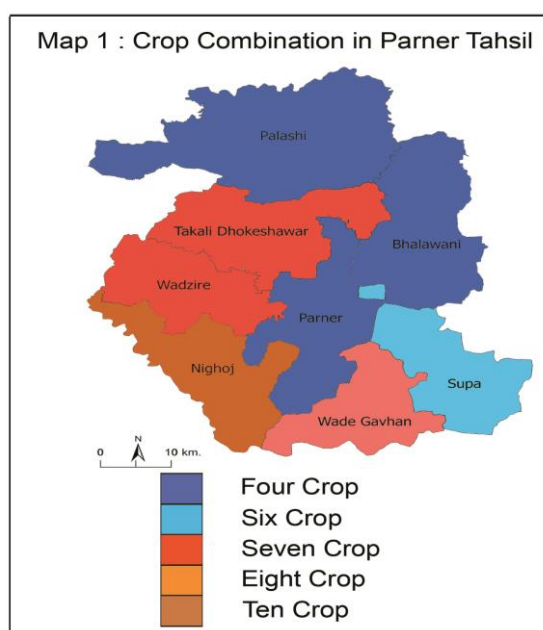 Map 1 : Crop Combination in Parner Tahsil
Palashi
Takali Dhokeshawar
Bhalawani
Wadzire
Parner
Nighoj
Supa
Wade Gavhan
N
0 10 km.
Four Crop
Six Crop
Seven Crop
Eight Crop
Ten Crop